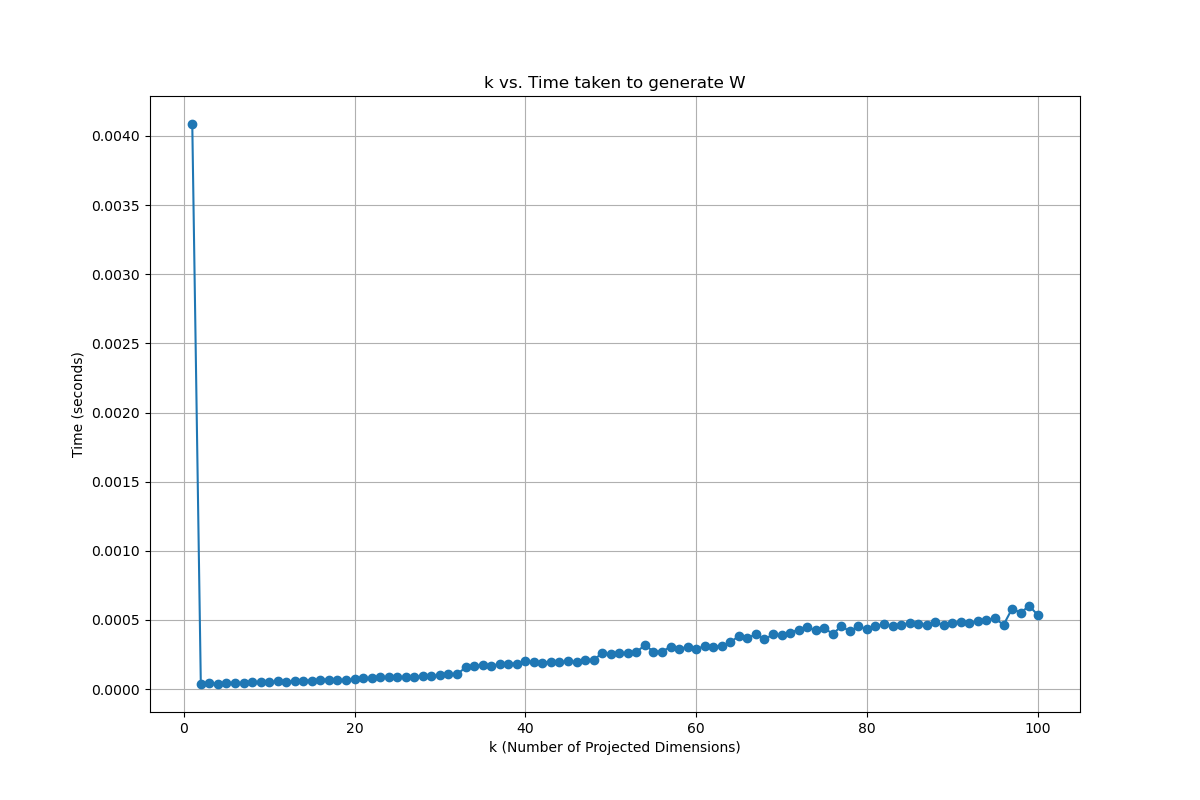 k vs. Time taken to generate W
0.0040
0.0035
0.0030
0.0025
0.0020
0.0015
0.0010
0.0005
0.0000
Time (seconds)
0 20 40 60 80 100
k (Number of Projected Dimensions)